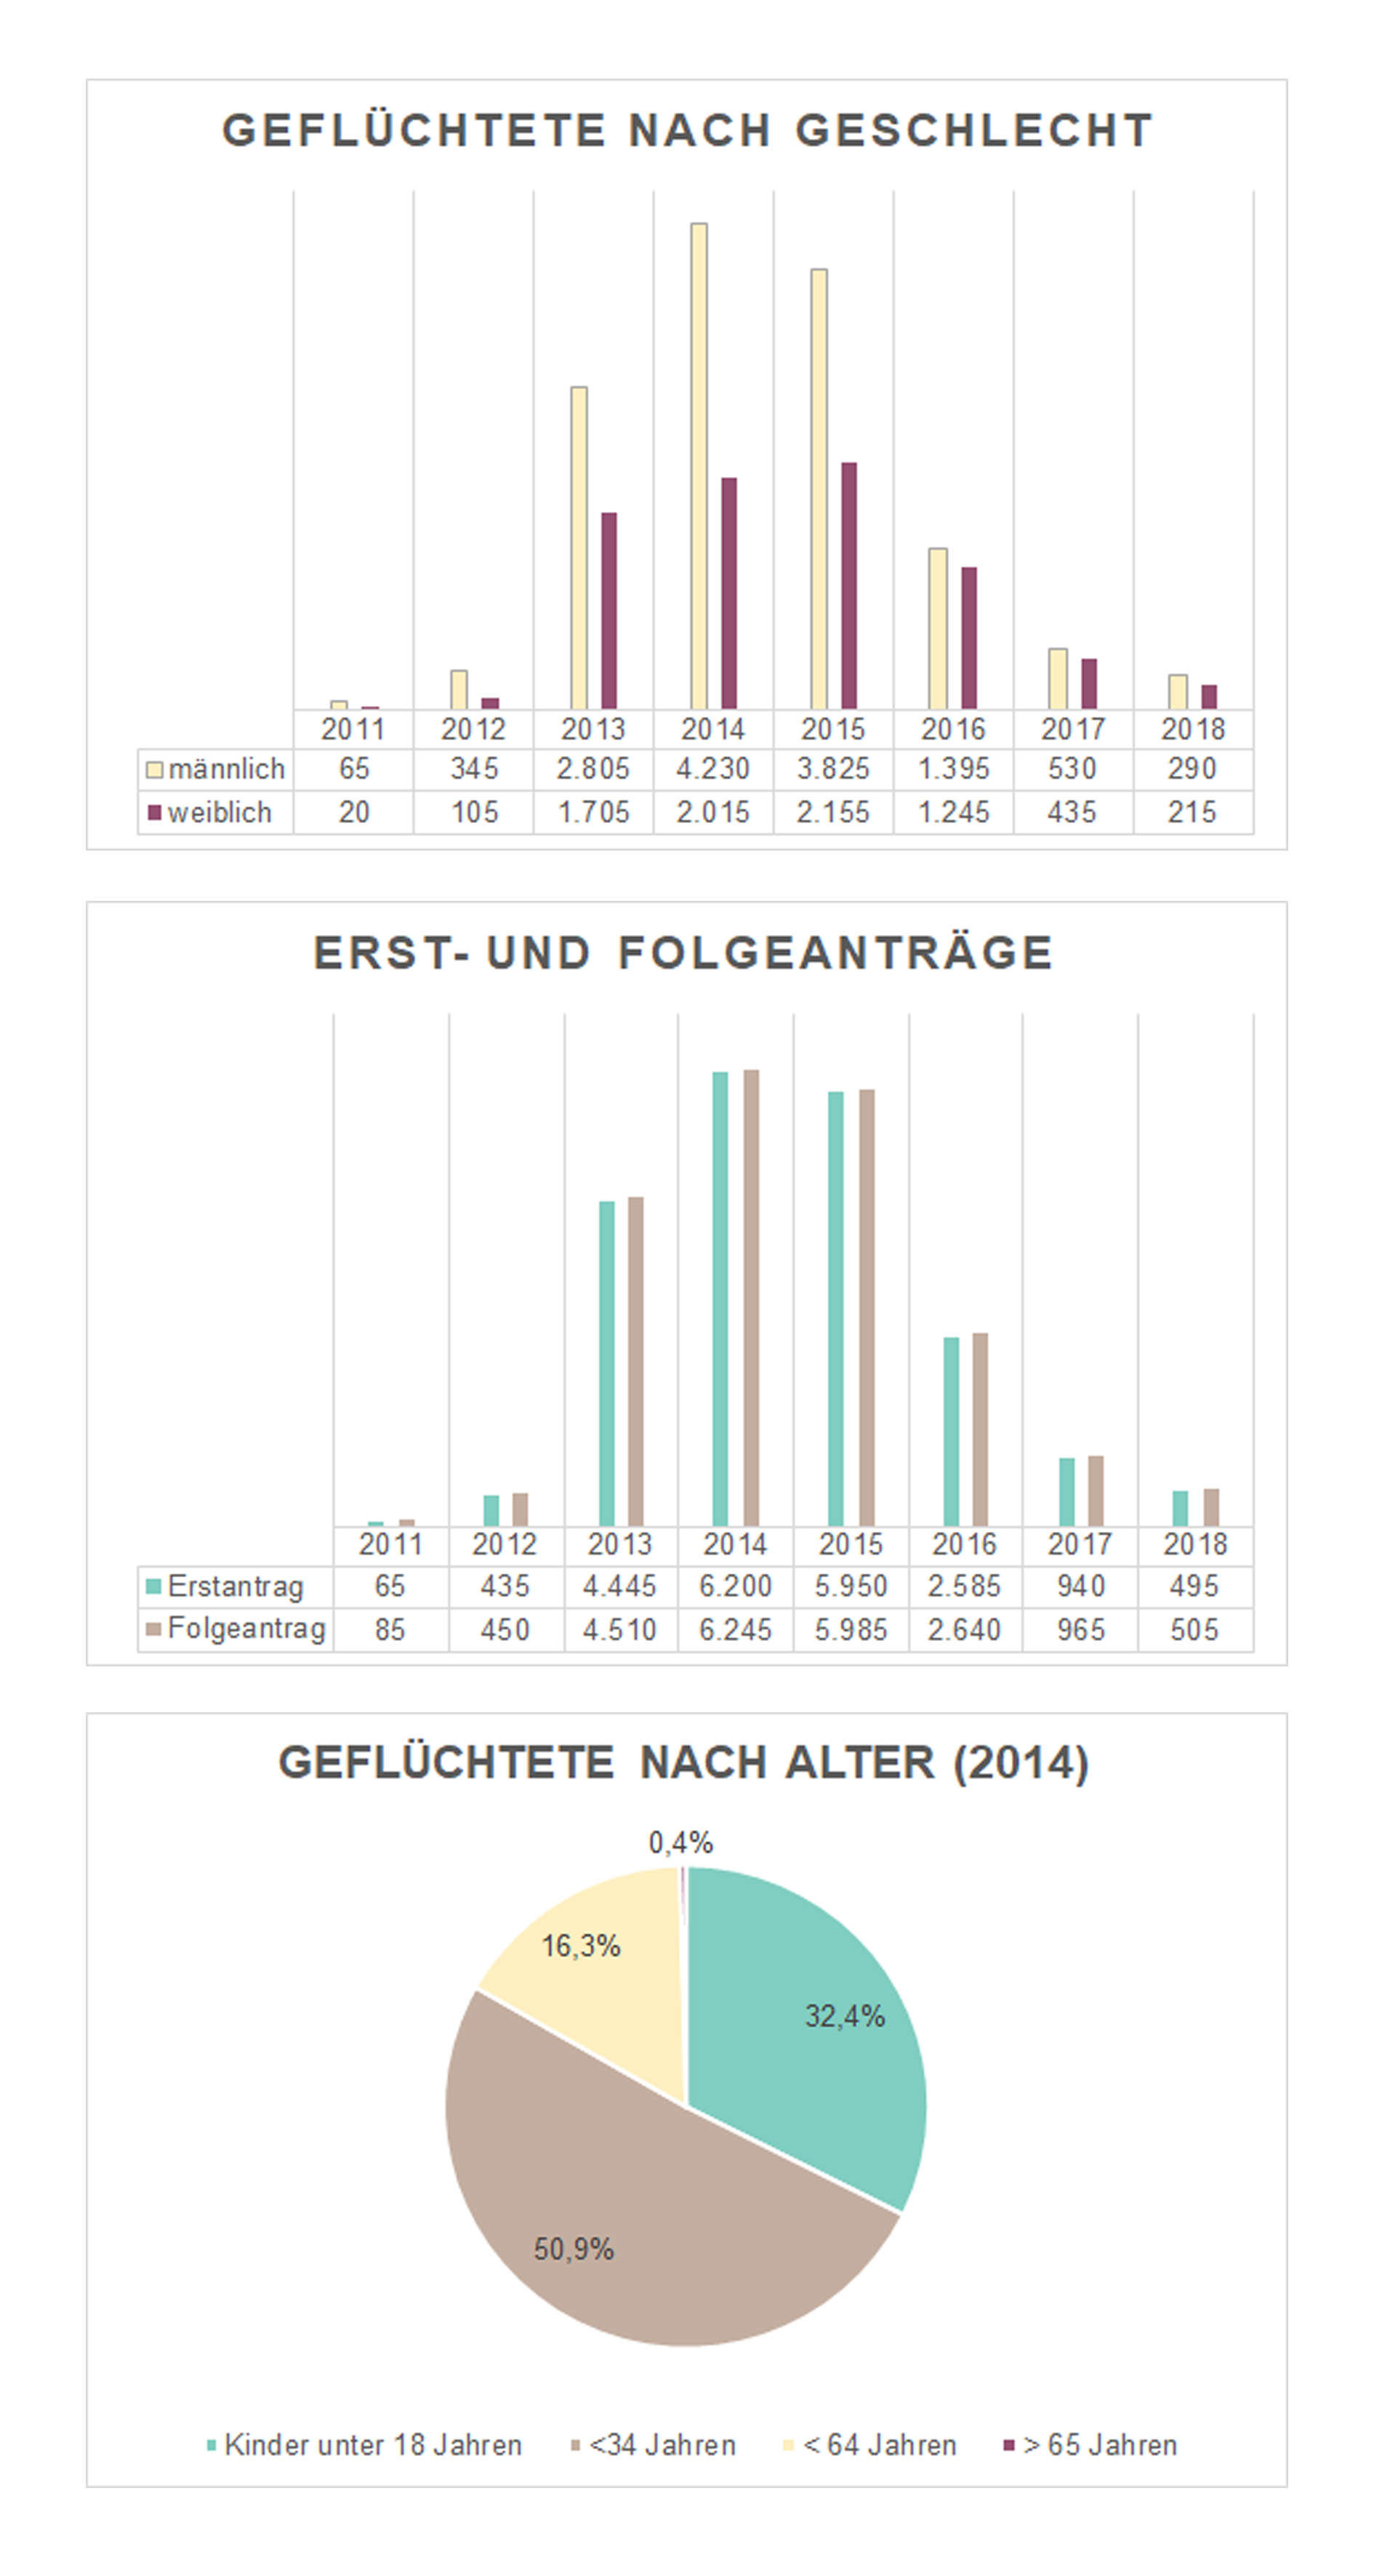 GEFLÜCHTETE NACH GESCHLECHT
2011 2012 2013 2014 2015 2016 2017 2018
männlich 65 345 2.805 4.230 3.825 1.395 530 290
weiblich 20 105 1.705 2.015 2.155 1.245 435 215
ERST- UND FOLGEANTRÄGE
2011 2012 2013 2014 2015 2016 2017 2018
Erstantrag 65 435 4.445 6.200 5.950 2.585 940 495
Folgeantrag 85 450 4.510 6.245 5.985 2.640 965 505
GEFLÜCHTETE NACH ALTER (2014)
0,4%
16,3%
32,4%
50,9%
Kinder unter 18 Jahren <34 Jahren < 64 Jahren > 65 Jahren